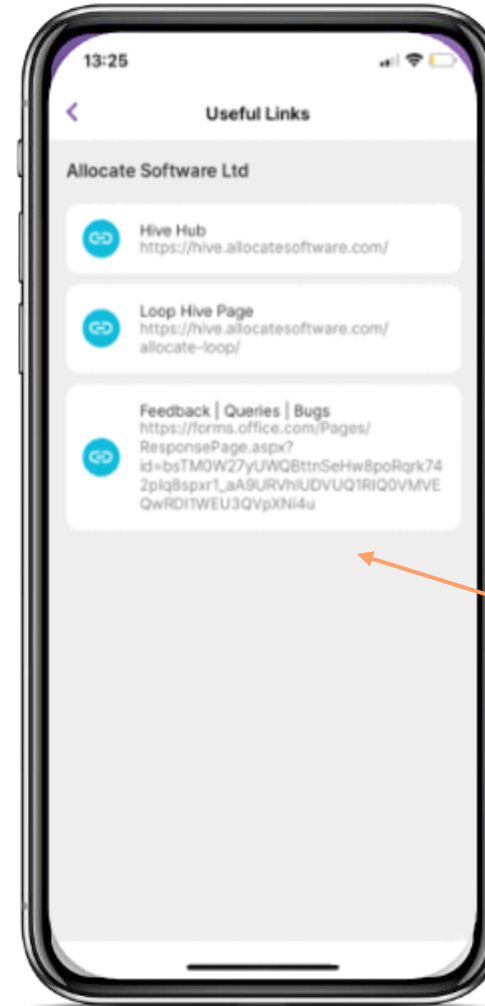 13:25
Useful Links
Allocate Software Ltd
Hive Hub
https://hive.allocatesoftware.com/
Loop Hive Page
https://hive.allocatesoftware.com/
allocate-loop/
Feedback | Queries | Bugs
https://forms.office.com/Pages/
ResponsePage.aspx?